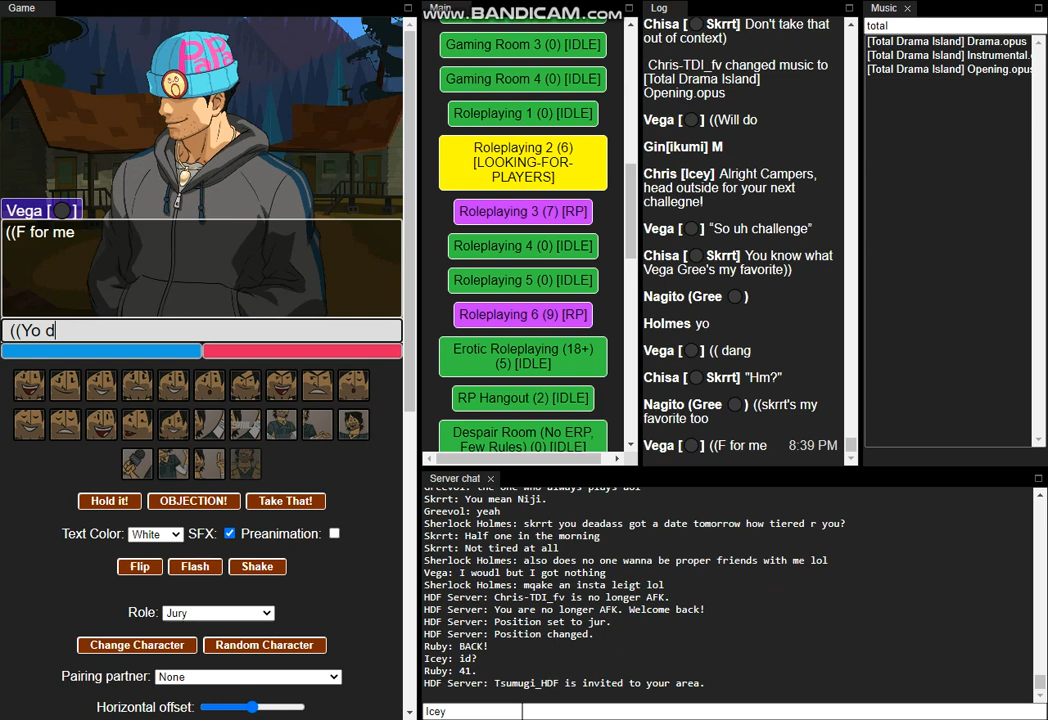 Game
Main
WWW.BANDICAM.COM
Log
Music
PaPa
Vega [ ]
((F for me
((Yo d
Hold it!
OBJECTION!
Take That!
Text Color:
White
SFX:
Preanimation:
Flip
Flash
Shake
Role:
Jury
Change Character
Random Character
Pairing partner:
None
Horizontal offset:
Gaming Room 3 (0) [IDLE]
Gaming Room 4 (0) [IDLE]
Roleplaying 1 (0) [IDLE]
Roleplaying 2 (6)
[LOOKING-FOR-
PLAYERS]
Roleplaying 3 (7) [RP]
Roleplaying 4 (0) [IDLE]
Roleplaying 5 (0) [IDLE]
Roleplaying 6 (9) [RP]
Erotic Roleplaying (18+)
(5) [IDLE]
RP Hangout (2) [IDLE]
Despair Room (No ERP,
Few Rules) (0) [IDLE]
Chisa [ Skrrt] Don't take that
out of context)
Chris-TDI_fv changed music to
[Total Drama Island]
Opening.opus
Vega [ ] ((Will do
Gin[ikumi] M
Chris [Icey] Alright Campers,
head outside for your next
challegne!
Vega [ ] “So uh challenge”
Chisa [ Skrrt] You know what
Vega Gree's my favorite))
Nagito (Gree )
Holmes yo
Vega [ ] (( dang
Chisa [ Skrrt] "Hm?"
Nagito (Gree ) ((skrrt's my
favorite too
Vega [ ] ((F for me 8:39 PM
total
[Total Drama Island] Drama.opus
[Total Drama Island] Instrumental.
[Total Drama Island] Opening.opus
Server chat
Greevol: the one who always plays
Skrrt: You mean Niji.
Greevol: yeah
Sherlock Holmes: skrrt you deadass got a date tomorrow how tiered r you?
Skrrt: Half one in the morning
Skrrt: Not tired at all
Sherlock Holmes: also does no one wanna be proper friends with me lol
Vega: I woudl but I got nothing
Sherlock Holmes: mqake an insta leigt lol
HDF Server: Chris-TDI_fv is no longer AFK.
HDF Server: You are no longer AFK. Welcome back!
HDF Server: Position set to jur.
HDF Server: Position changed.
Ruby: BACK!
Icey: id?
Ruby: 41.
HDF Server: Tsumugi_HDF is invited to your area.
Icey